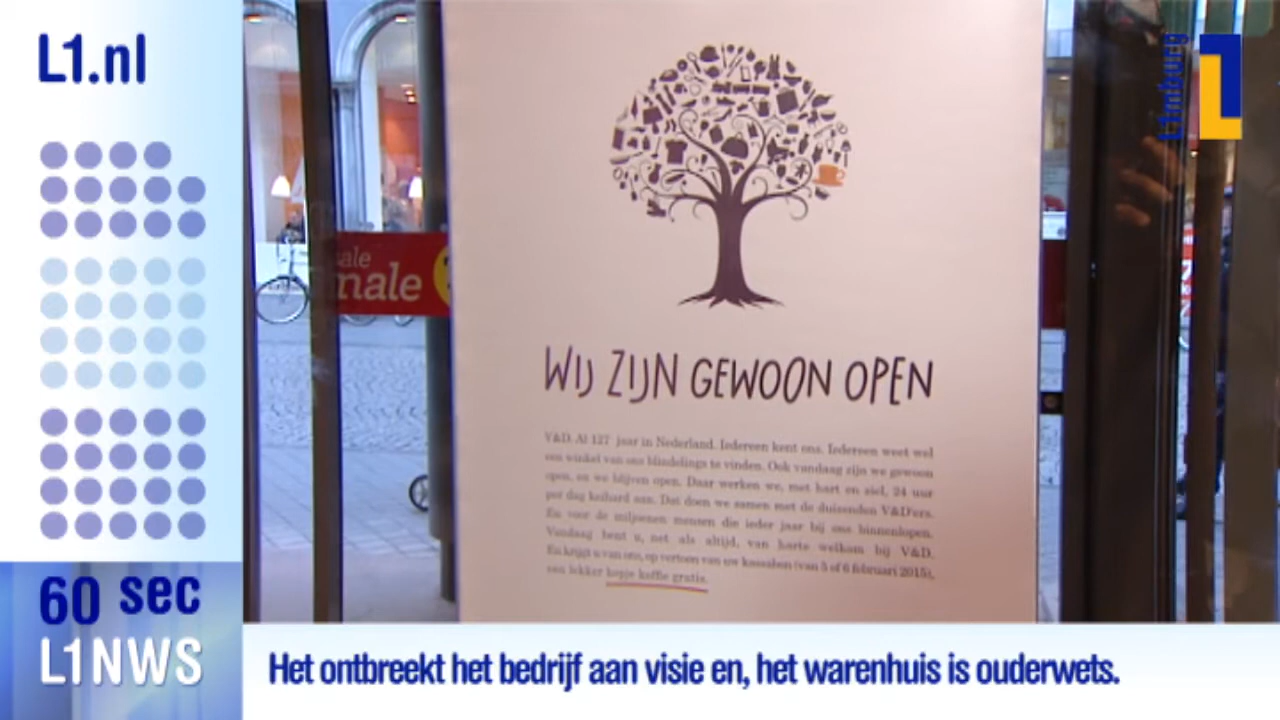 L1.nl
L1mburg
L1
sale
male
WIJ ZIJN GEWOON OPEN
V&D. Al 127 jaar in Nederland. Iedereen kent ons. Iedereen weet wel
een winkel van ons blindelings te vinden. Ook vandaag zijn we gewoon
open, en we blijven open. Daar werken we, met hart en ziel, 24 uur
per dag keihard aan. Dat doen we samen met de duizenden V&D'ers.
En voor de miljoenen mensen die ieder jaar bij ons binnenlopen.
Vandaag bent u, net als altijd, van harte welkom bij V&D.
En krijgt u van ons, op vertoon van uw kassabon (van 5 of 6 februari 2015),
een lekker kopje koffie gratis.
60 sec
L1NWS
Het ontbreekt het bedrijf aan visie en, het warenhuis is ouderwets.